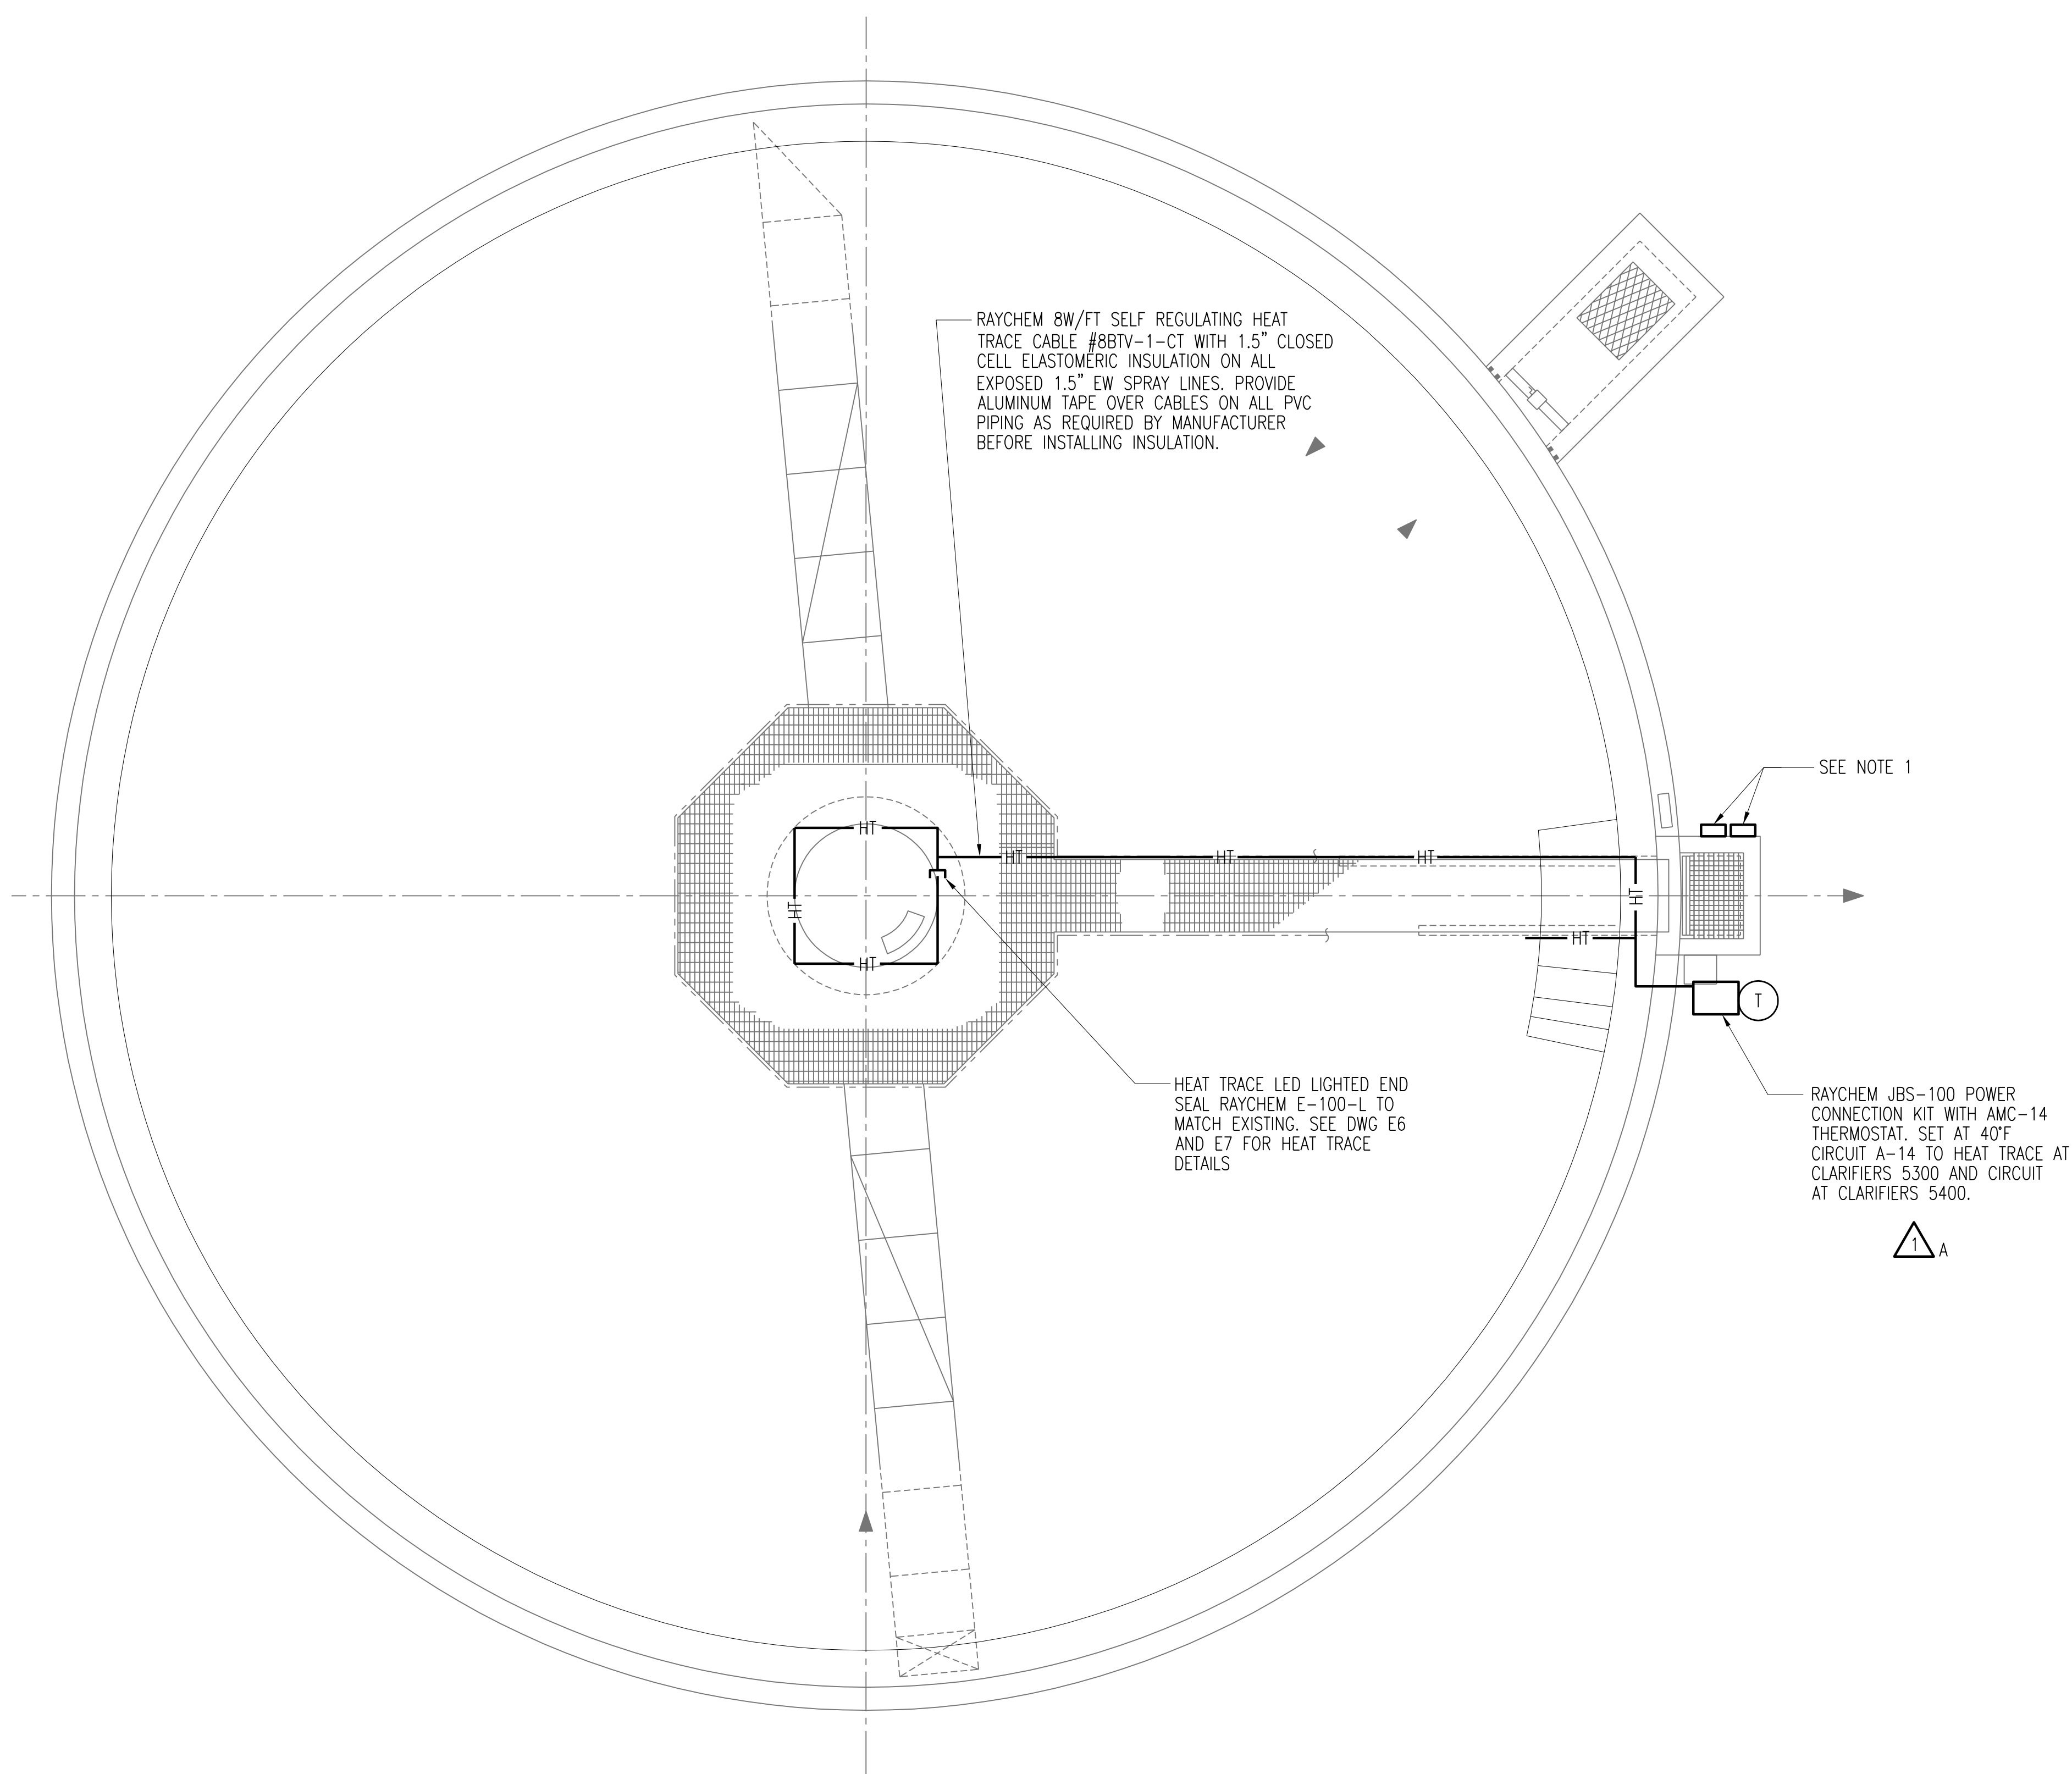 RAYCHEM 8W/FT SELF REGULATING HEAT
TRACE CABLE #8BTV-1-CT WITH 1.5" CLOSED
CELL ELASTOMERIC INSULATION ON ALL
EXPOSED 1.5" EW SPRAY LINES. PROVIDE
ALUMINUM TAPE OVER CABLES ON ALL PVC
PIPING AS REQUIRED BY MANUFACTURER
BEFORE INSTALLING INSULATION.
SEE NOTE 1
HT
HT
HT
HT
HT
HT
HT
HT
T
HEAT TRACE LED LIGHTED END
SEAL RAYCHEM E-100-L TO
MATCH EXISTING. SEE DWG E6
AND E7 FOR HEAT TRACE
DETAILS
RAYCHEM JBS-100 POWER
CONNECTION KIT WITH AMC-14
THERMOSTAT. SET AT 40°F
CIRCUIT A-14 TO HEAT TRACE AT
CLARIFIERS 5300 AND CIRCUIT
AT CLARIFIERS 5400.
1 A